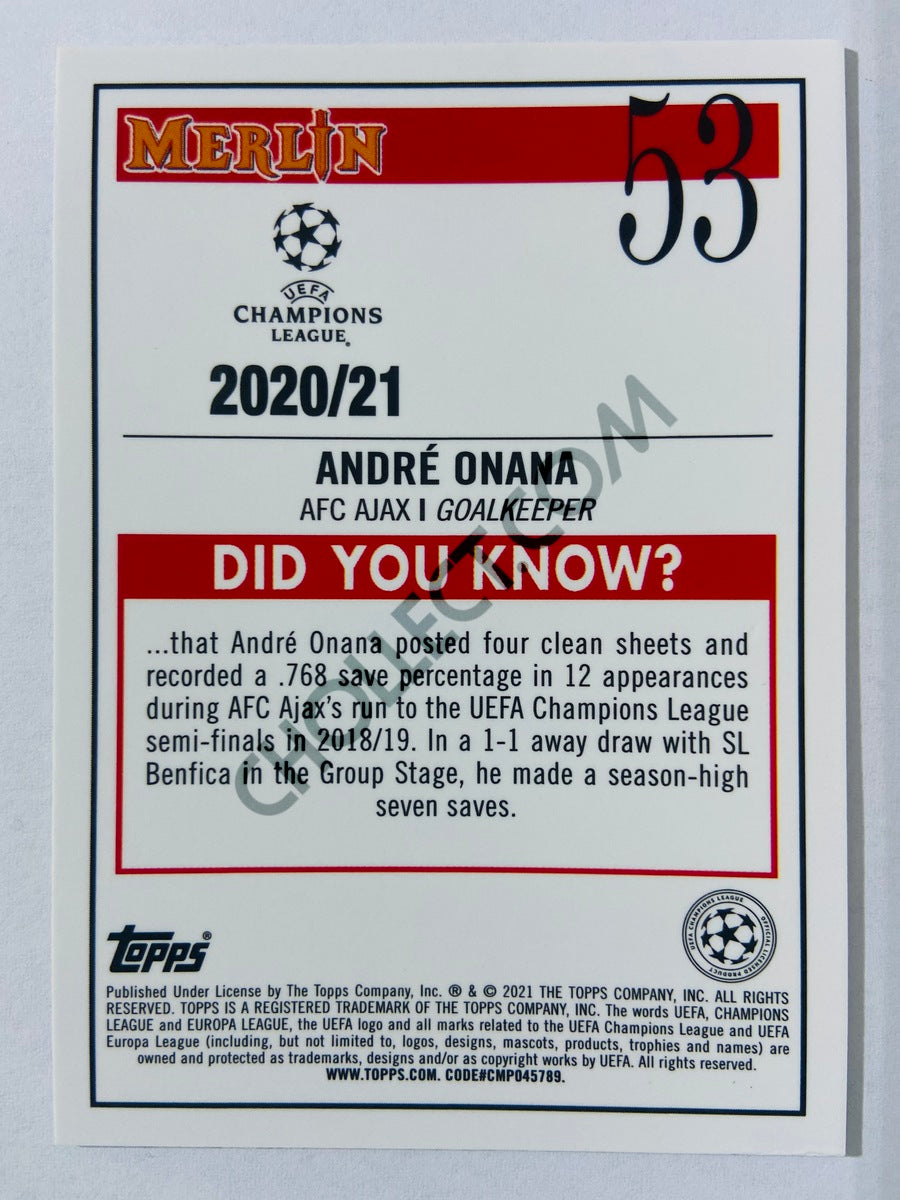 MERLIN
53
UEFA
CHAMPIONS
LEAGUE®
2020/21
ANDRÉ ONANA
AFC AJAX | GOALKEEPER
DID YOU KNOW?
...that André Onana posted four clean sheets and
recorded a .768 save percentage in 12 appearances
during AFC Ajax's run to the UEFA Champions League
semi-finals in 2018/19. In a 1-1 away draw with SL
Benfica in the Group Stage, he made a season-high
seven saves.
CHOLLECT.COM
topps®
UEFA CHAMPIONS LEAGUE OFFICIAL LICENSED PRODUCT
Published Under License by The Topps Company, Inc. ® & © 2021 THE TOPPS COMPANY, INC. ALL RIGHTS
RESERVED. TOPPS IS A REGISTERED TRADEMARK OF THE TOPPS COMPANY, INC. The words UEFA, CHAMPIONS
LEAGUE and EUROPA LEAGUE, the UEFA logo and all marks related to the UEFA Champions League and UEFA
Europa League (including, but not limited to, logos, designs, mascots, products, trophies and names) are
owned and protected as trademarks, designs and/or as copyright works by UEFA. All rights reserved.
WWW.TOPPS.COM. CODE#CMP045789.